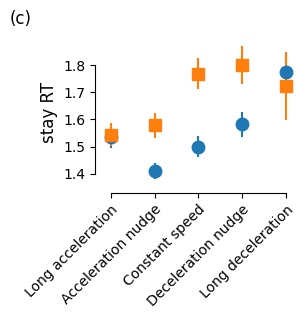 (c)
stay RT
1.8
1.7
1.6
1.5
1.4
Long acceleration
Acceleration nudge
Constant speed
Deceleration nudge
Long deceleration